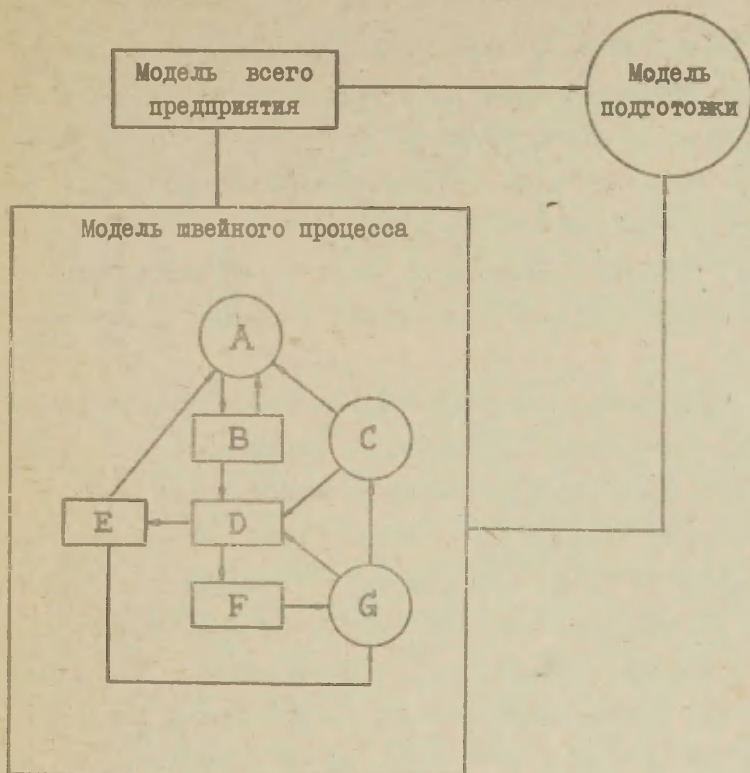 Модель всего
предприятия
Модель
подготовки
Модель швейного процесса
A
B
C
E
D
F
G